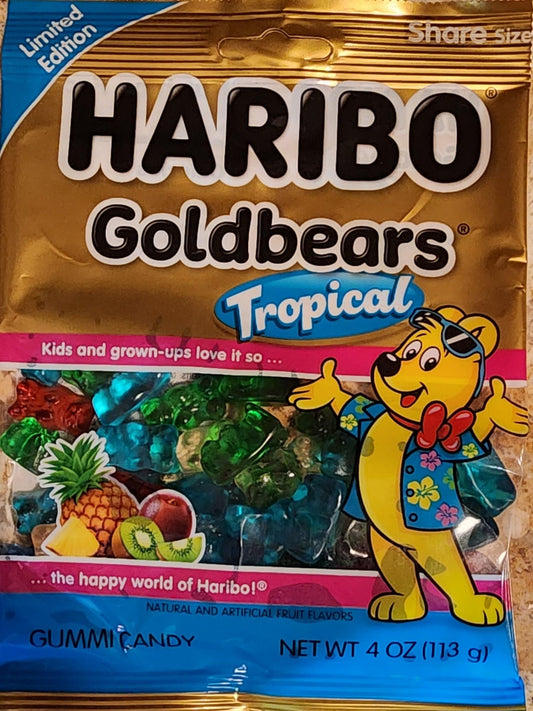 Limited
Edition
Share Size
HARIBO®
Goldbears®
Tropical
Kids and grown-ups love it so ...
... the happy world of Haribo!®
NATURAL AND ARTIFICIAL FRUIT FLAVORS
GUMMI CANDY
NET WT 4 OZ (113 g)